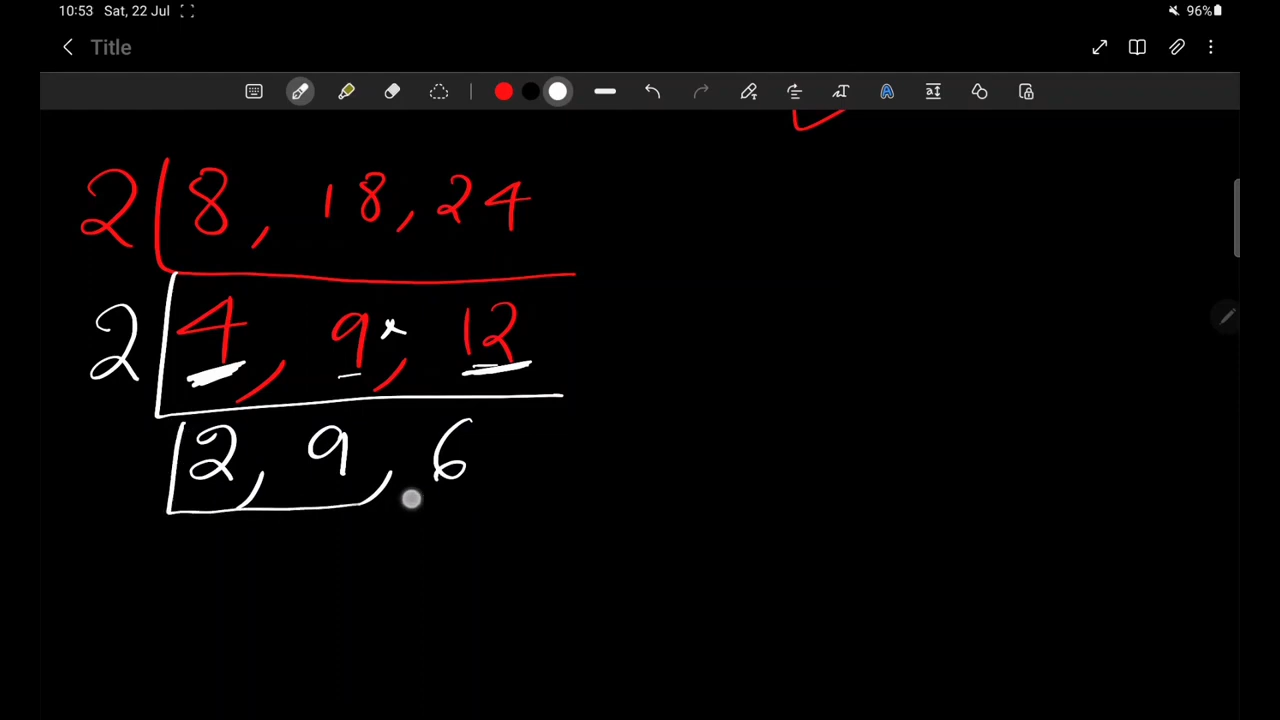 10:53 Sat, 22 Jul 96%
Title
2 8, 18, 24
2 4, 9, 12
2, 9, 6